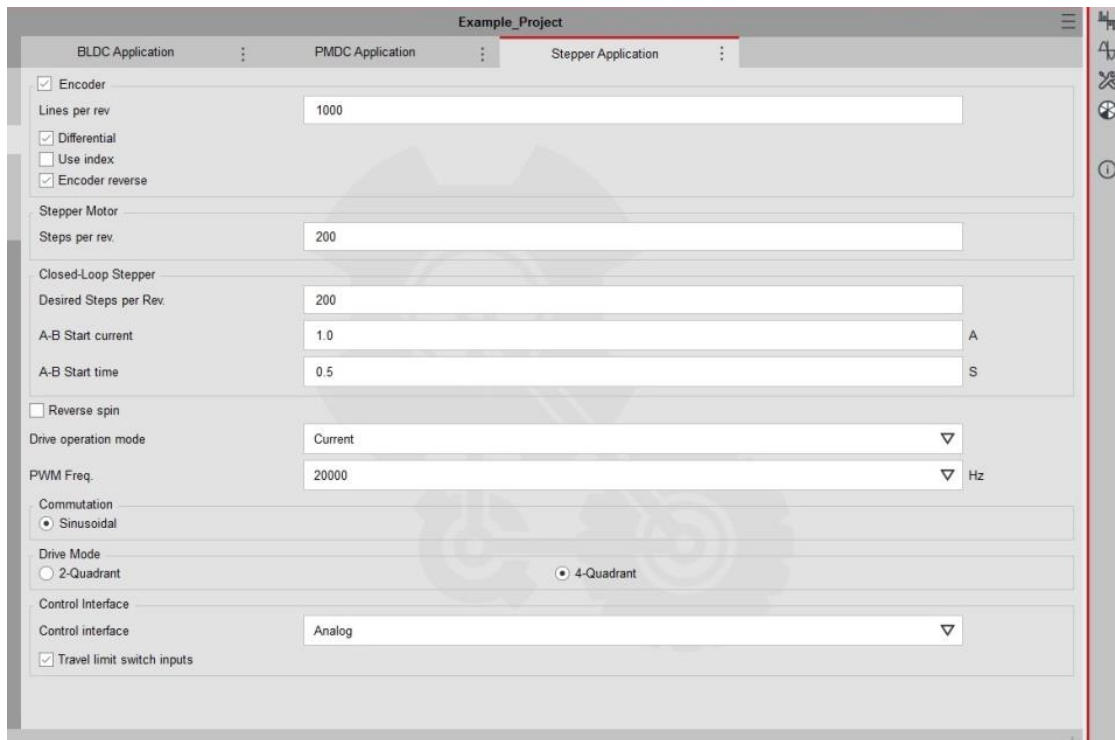 Example_Project
BLDC Application
PMDC Application
Stepper Application
Encoder
Lines per rev 1000
Differential
Use index
Encoder reverse
Stepper Motor
Steps per rev. 200
Closed-Loop Stepper
Desired Steps per Rev. 200
A-B Start current 1.0 A
A-B Start time 0.5 S
Reverse spin
Drive operation mode Current
PWM Freq. 20000 Hz
Commutation
Sinusoidal
Drive Mode
2-Quadrant 4-Quadrant
Control Interface
Control interface Analog
Travel limit switch inputs